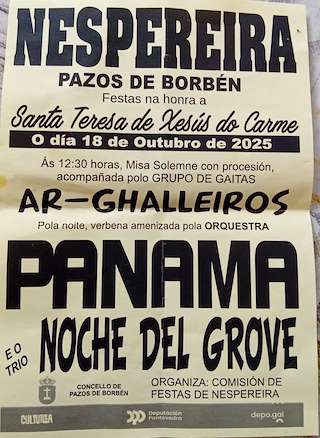 NESPEREIRA
PAZOS DE BORBÉN
Festas na honra a
Santa Teresa de Xesús do Carme
O día 18 de Outubro de 2025
Ás 12:30 horas, Misa Solemne con procesión,
acompañada polo GRUPO DE GAITAS
AR-GHALLEIROS
Pola noite, verbena amenizada pola ORQUESTRA
PANAMA
E O TRIO
NOCHE DEL GROVE
CONCELLO DE
PAZOS DE BORBÉN
ORGANIZA: COMISIÓN DE
FESTAS DE NESPEREIRA
CULTUREA
Deputación
Pontevedra
depo.gal